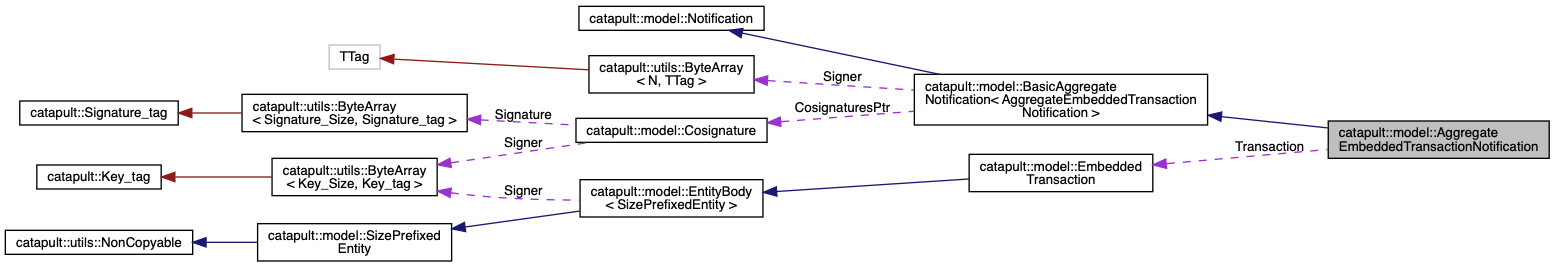 catapult::model::Notification
TTag
catapult::utils::ByteArray
< N, TTag >
Signer
catapult::model::BasicAggregate
Notification< AggregateEmbeddedTransaction
Notification >
CosignaturesPtr
catapult::Signature_tag
catapult::utils::ByteArray
< Signature_Size, Signature_tag >
Signature
catapult::model::Cosignature
catapult::model::Aggregate
EmbeddedTransactionNotification
Signer
Transaction
catapult::Key_tag
catapult::utils::ByteArray
< Key_Size, Key_tag >
Signer
catapult::model::EntityBody
< SizePrefixedEntity >
catapult::model::Embedded
Transaction
catapult::utils::NonCopyable
catapult::model::SizePrefixed
Entity